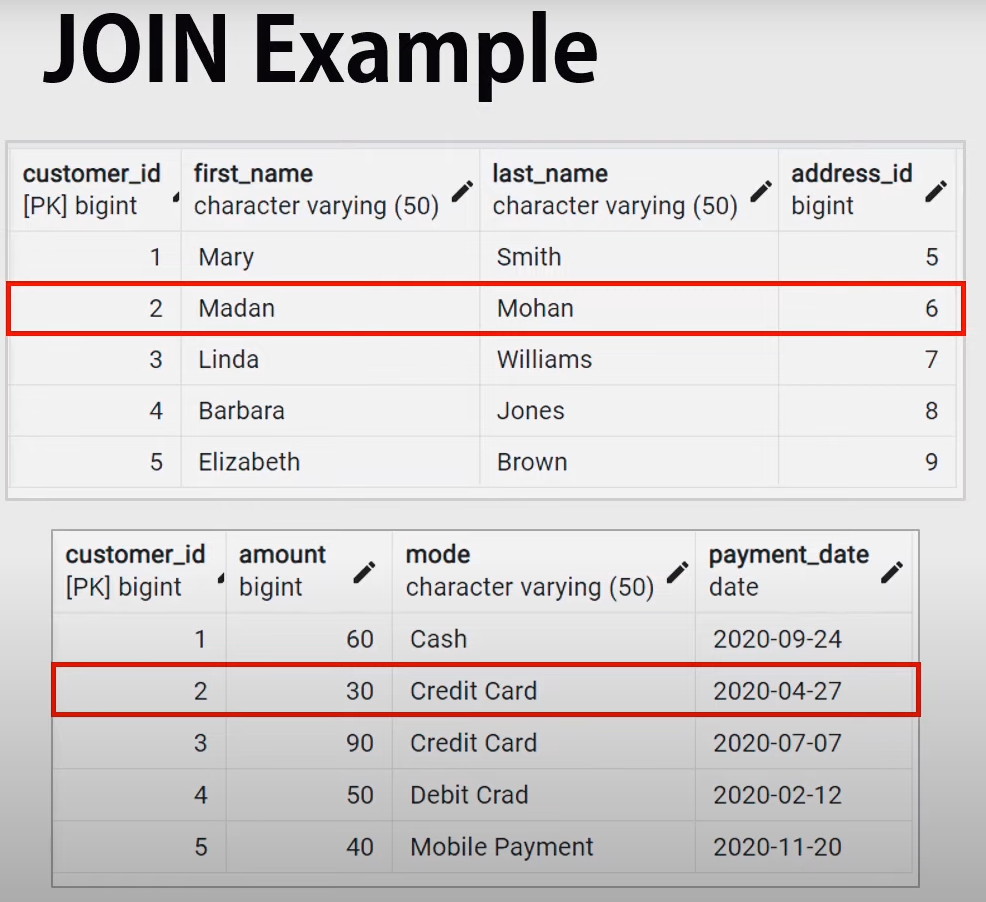 JOIN Example
customer_id first_name last_name address_id
[PK] bigint character varying (50) character varying (50) bigint
1 Mary Smith 5
2 Madan Mohan 6
3 Linda Williams 7
4 Barbara Jones 8
5 Elizabeth Brown 9
customer_id amount mode payment_date
[PK] bigint bigint character varying (50) date
1 60 Cash 2020-09-24
2 30 Credit Card 2020-04-27
3 90 Credit Card 2020-07-07
4 50 Debit Crad 2020-02-12
5 40 Mobile Payment 2020-11-20